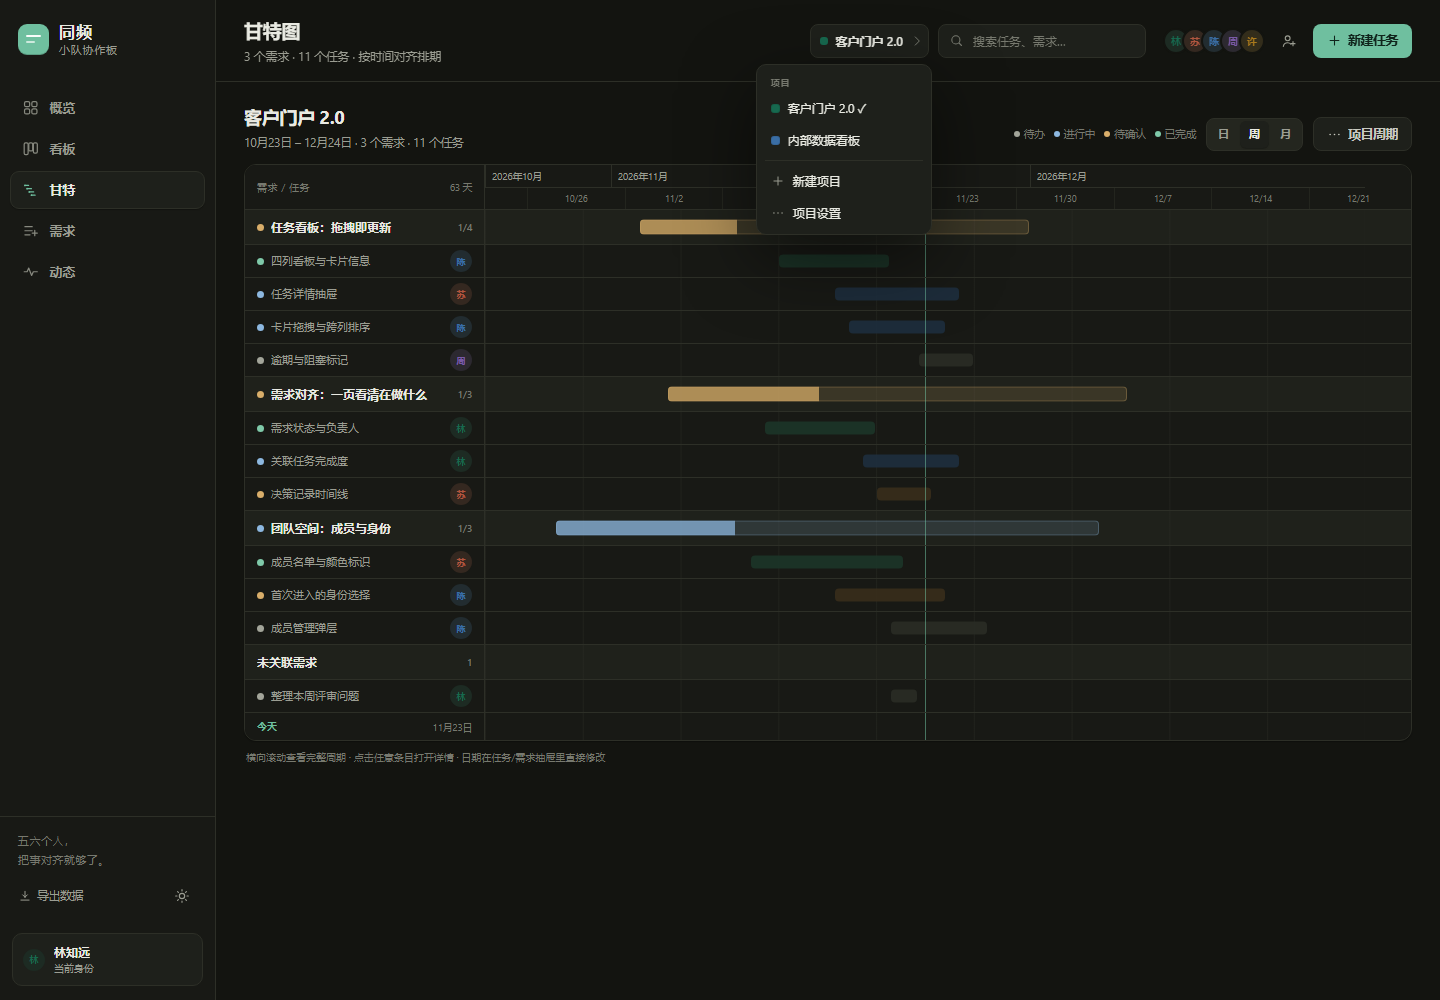 同频
小队协作板
概览
看板
甘特
需求
动态
五六个人，
把事对齐就够了。
导出数据
林
林知远
当前身份
甘特图
3 个需求 · 11 个任务 · 按时间对齐排期
客户门户 2.0
搜索任务、需求...
林 苏 陈 周 许
新建任务
项目
客户门户 2.0 ✓
内部数据看板
新建项目
项目设置
客户门户 2.0
10月23日 – 12月24日 · 3 个需求 · 11 个任务
待办 进行中 待确认 已完成
日 周 月
项目周期
需求 / 任务 63 天
2026年10月 2026年11月 2026年12月
10/26 11/2 11/23 11/30 12/7 12/14 12/21
任务看板：拖拽即更新 1/4
四列看板与卡片信息 陈
任务详情抽屉 苏
卡片拖拽与跨列排序 陈
逾期与阻塞标记 周
需求对齐：一页看清在做什么 1/3
需求状态与负责人 林
关联任务完成度 林
决策记录时间线 苏
团队空间：成员与身份 1/3
成员名单与颜色标识 苏
首次进入的身份选择 陈
成员管理弹层 陈
未关联需求 1
整理本周评审问题 林
今天 11月23日
横向滚动查看完整周期 · 点击任意条目打开详情 · 日期在任务/需求抽屉里直接修改